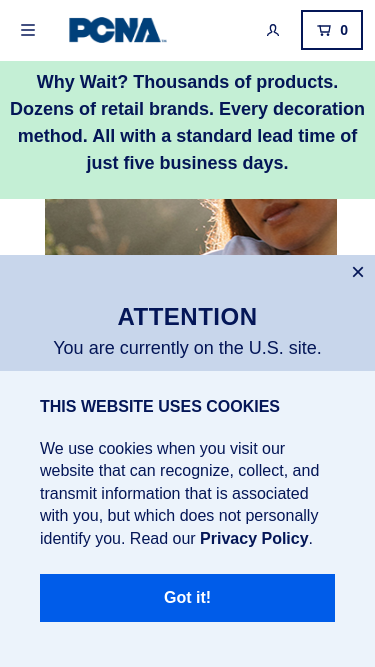 PCNA
0
Why Wait? Thousands of products.
Dozens of retail brands. Every decoration
method. All with a standard lead time of
just five business days.
ATTENTION
You are currently on the U.S. site.
THIS WEBSITE USES COOKIES
We use cookies when you visit our
website that can recognize, collect, and
transmit information that is associated
with you, but which does not personally
identify you. Read our Privacy Policy.
Got it!